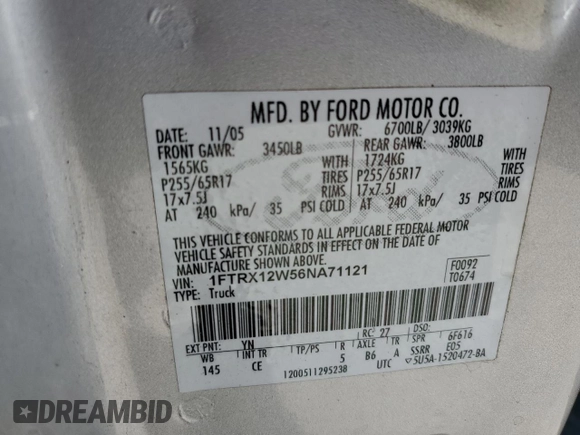 MFD. BY FORD MOTOR CO.
DATE: 11/05 GVWR: 6700LB/ 3039KG
FRONT GAWR: 3450LB REAR GAWR: 3800LB
1565KG WITH 1724KG WITH
P255/65R17 TIRES P255/65R17 TIRES
17x7.5J RIMS 17x7.5J RIMS
AT 240 kPa/ 35 PSI COLD AT 240 kPa/ 35 PSI COLD
THIS VEHICLE CONFORMS TO ALL APPLICABLE FEDERAL MOTOR
VEHICLE SAFETY STANDARDS IN EFFECT ON THE DATE OF
MANUFACTURE SHOWN ABOVE.
VIN: 1FTRX12W56NA71121 F0092
TYPE: Truck T0674
EXT PNT: YN RC: 27 DSO:
WB INT TR TP/PS R AXLE TR SPR 6F616
145 CE 5 B6 A SSRR E05
1200511295238 UTC 5U5A-1520472-BA
DREAMBID